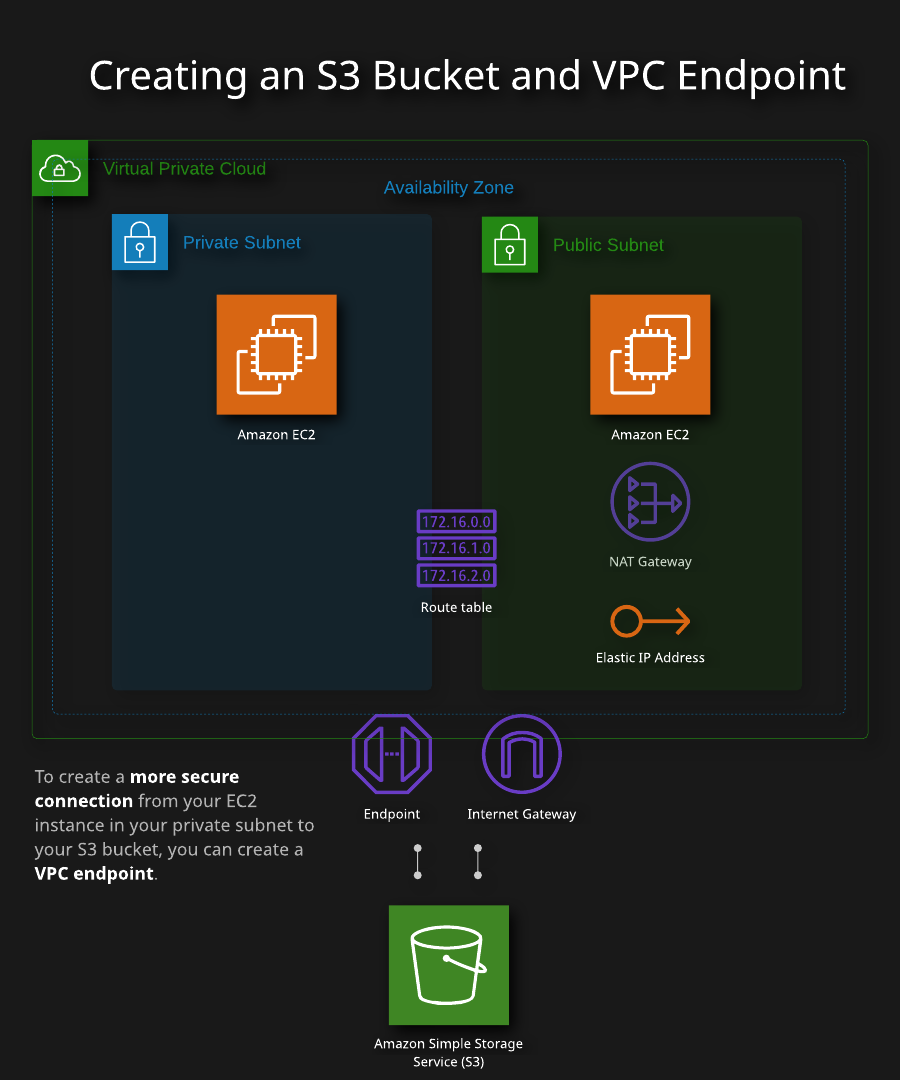 Creating an S3 Bucket and VPC Endpoint
Virtual Private Cloud
Availability Zone
Private Subnet
Public Subnet
Amazon EC2
Amazon EC2
172.16.0.0
172.16.1.0
172.16.2.0
Route table
NAT Gateway
Elastic IP Address
To create a more secure
connection from your EC2
instance in your private subnet to
your S3 bucket, you can create a
VPC endpoint.
Endpoint
Internet Gateway
Amazon Simple Storage
Service (S3)